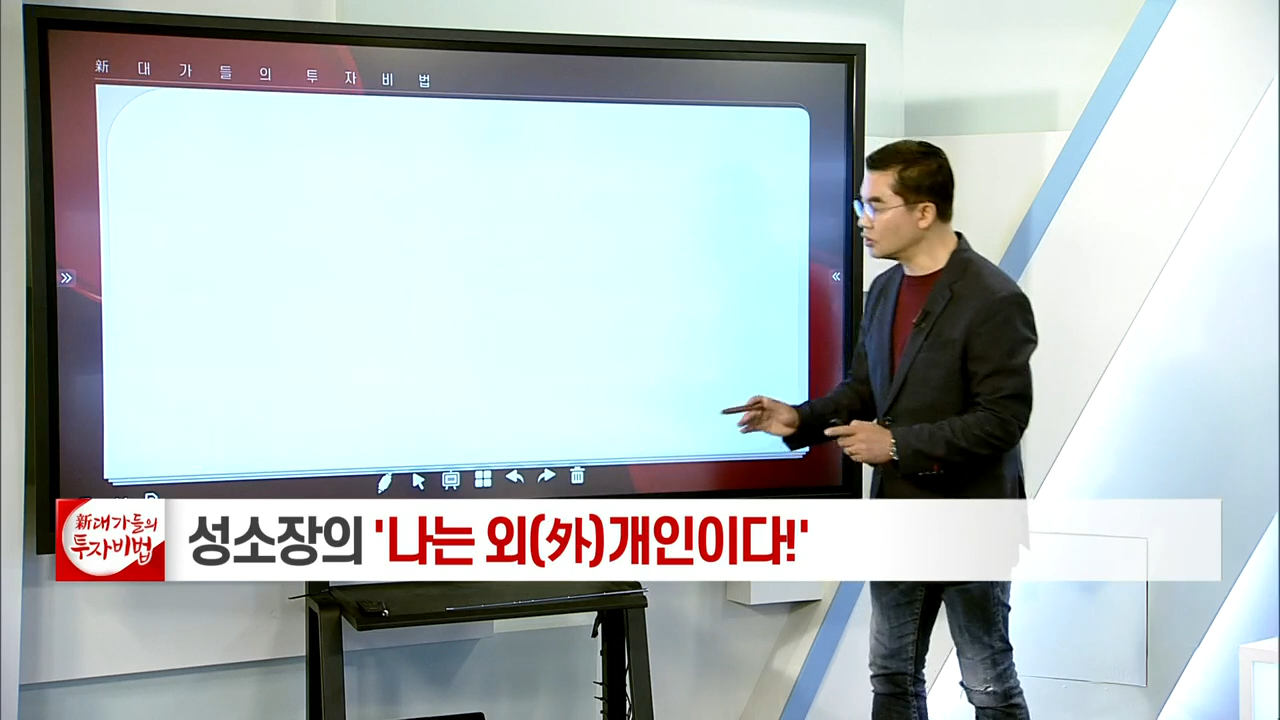 新 대 가 들 의 투 자 비 법
新대가들의
투자비법
성소장의 '나는 외(外)개인이다!'